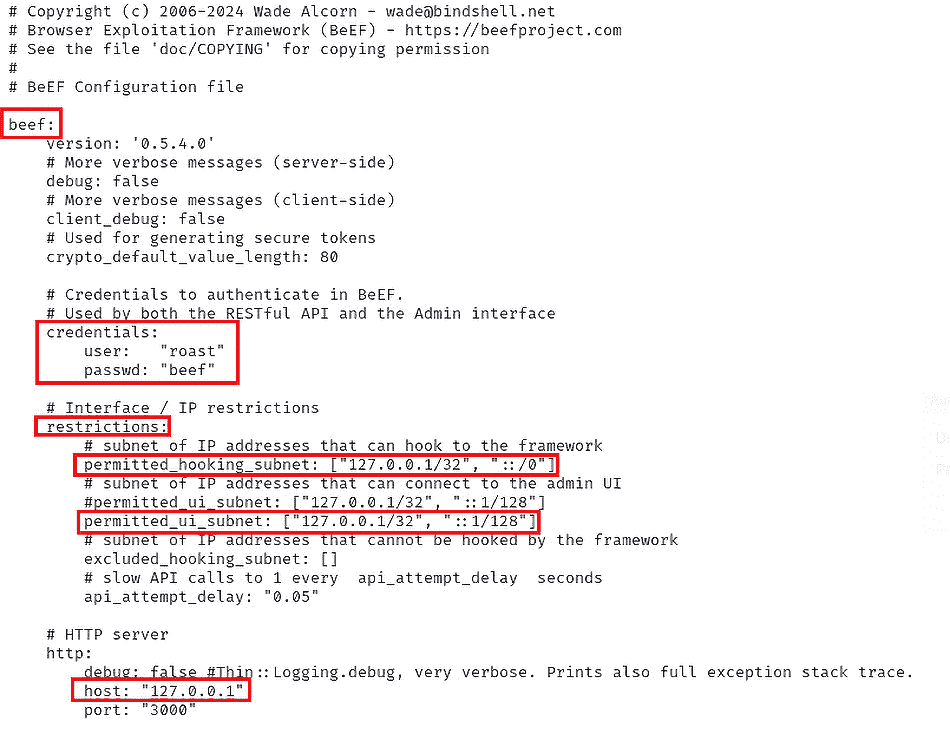 # Copyright (c) 2006-2024 Wade Alcorn - wade@bindshell.net
# Browser Exploitation Framework (BeEF) - https://beefproject.com
# See the file 'doc/COPYING' for copying permission
#
# BeEF Configuration file
beef:
version: '0.5.4.0'
# More verbose messages (server-side)
debug: false
# More verbose messages (client-side)
client_debug: false
# Used for generating secure tokens
crypto_default_value_length: 80
# Credentials to authenticate in BeEF.
# Used by both the RESTful API and the Admin interface
credentials:
user: "roast"
passwd: "beef"
# Interface / IP restrictions
restrictions:
# subnet of IP addresses that can hook to the framework
permitted_hooking_subnet: ["127.0.0.1/32", "::/0"]
# subnet of IP addresses that can connect to the admin UI
#permitted_ui_subnet: ["127.0.0.1/32", "::1/128"]
permitted_ui_subnet: ["127.0.0.1/32", "::1/128"]
# subnet of IP addresses that cannot be hooked by the framework
excluded_hooking_subnet: []
# slow API calls to 1 every  api_attempt_delay  seconds
api_attempt_delay: "0.05"
# HTTP server
http:
debug: false #Thin::Logging.debug, very verbose. Prints also full exception stack trace.
host: "127.0.0.1"
port: "3000"